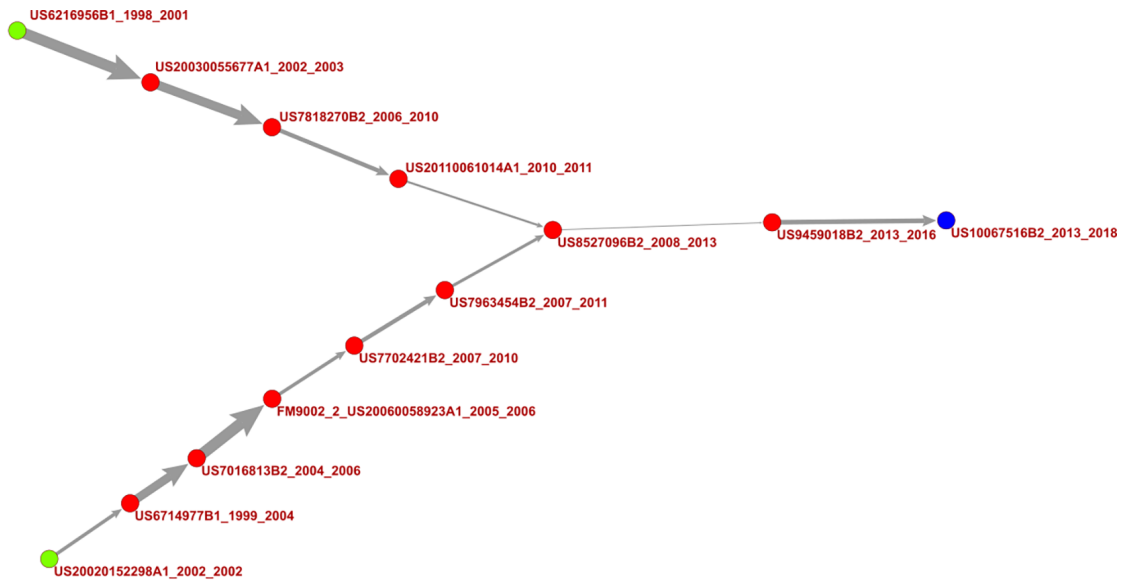 US6216956B1_1998_2001
US20030055677A1_2002_2003
US7818270B2_2006_2010
US20110061014A1_2010_2011
US8527096B2_2008_2013
US9459018B2_2013_2016
US10067516B2_2013_2018
US7963454B2_2007_2011
US7702421B2_2007_2010
FM9002_2_US20060058923A1_2005_2006
US7016813B2_2004_2006
US6714977B1_1999_2004
US20020152298A1_2002_2002